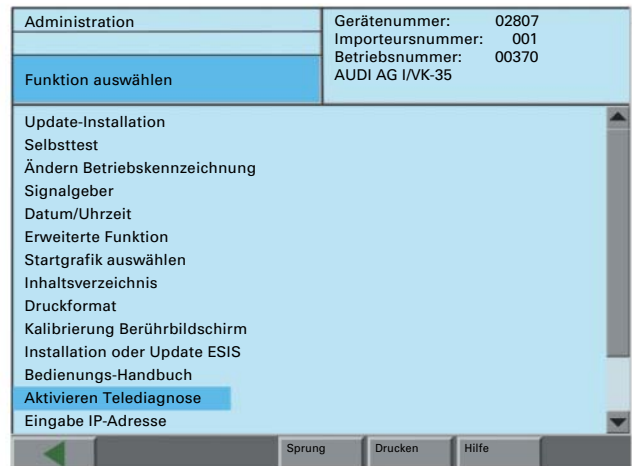 Administration
Funktion auswählen
Gerätenummer: 02807
Importeursnummer: 001
Betriebsnummer: 00370
AUDI AG I/VK-35
Update-Installation
Selbsttest
Ändern Betriebskennzeichnung
Signalgeber
Datum/Uhrzeit
Erweiterte Funktion
Startgrafik auswählen
Inhaltsverzeichnis
Druckformat
Kalibrierung Berührbildschirm
Installation oder Update ESIS
Bedienungs-Handbuch
Aktivieren Telediagnose
Eingabe IP-Adresse
Sprung Drucken Hilfe